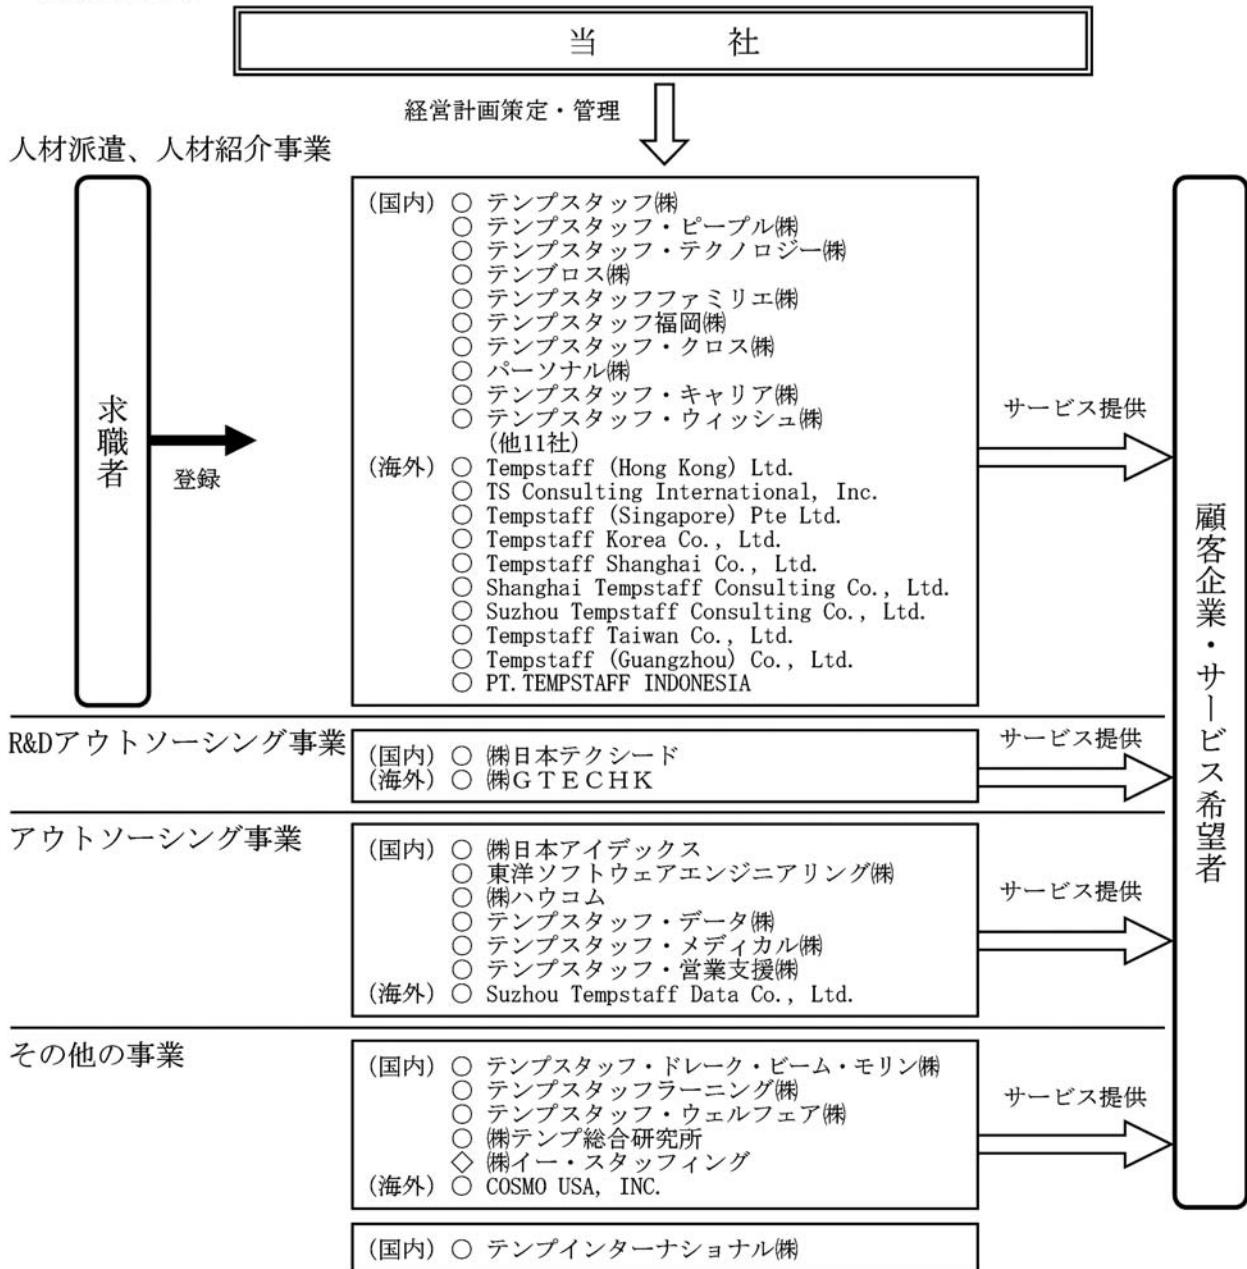 当　　社
経営計画策定・管理
人材派遣、人材紹介事業
求職者
登録
(国内) ○ テンプスタッフ㈱
○ テンプスタッフ・ピープル㈱
○ テンプスタッフ・テクノロジー㈱
○ テンブロス㈱
○ テンプスタッフファミリエ㈱
○ テンプスタッフ福岡㈱
○ テンプスタッフ・クロス㈱
○ パーソナル㈱
○ テンプスタッフ・キャリア㈱
○ テンプスタッフ・ウィッシュ㈱
(他11社)
(海外) ○ Tempstaff (Hong Kong) Ltd.
○ TS Consulting International, Inc.
○ Tempstaff (Singapore) Pte Ltd.
○ Tempstaff Korea Co., Ltd.
○ Tempstaff Shanghai Co., Ltd.
○ Shanghai Tempstaff Consulting Co., Ltd.
○ Suzhou Tempstaff Consulting Co., Ltd.
○ Tempstaff Taiwan Co., Ltd.
○ Tempstaff (Guangzhou) Co., Ltd.
○ PT.TEMPSTAFF INDONESIA
サービス提供
顧客企業・サービス希望者
R&Dアウトソーシング事業
(国内) ○ ㈱日本テクシード
(海外) ○ ㈱ＧＴＥＣＨＫ
サービス提供
アウトソーシング事業
(国内) ○ ㈱日本アイデックス
○ 東洋ソフトウェアエンジニアリング㈱
○ ㈱ハウコム
○ テンプスタッフ・データ㈱
○ テンプスタッフ・メディカル㈱
○ テンプスタッフ・営業支援㈱
(海外) ○ Suzhou Tempstaff Data Co., Ltd.
サービス提供
その他の事業
(国内) ○ テンプスタッフ・ドレーク・ビーム・モリン㈱
○ テンプスタッフラーニング㈱
○ テンプスタッフ・ウェルフェア㈱
○ ㈱テンプ総合研究所
◇ ㈱イー・スタッフィング
(海外) ○ COSMO USA, INC.
サービス提供
(国内) ○ テンプインターナショナル㈱